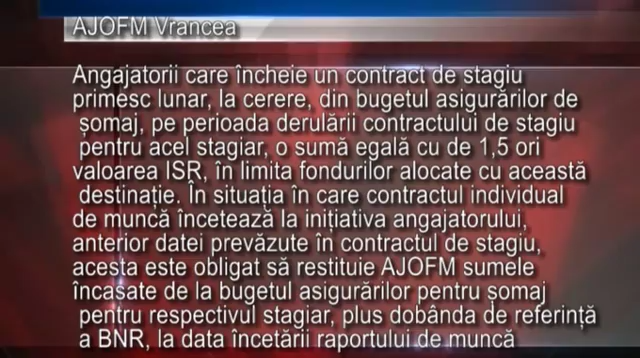 AJOFM Vrancea
Angajatorii care încheie un contract de stagiu
primesc lunar, la cerere, din bugetul asigurărilor de
șomaj, pe perioada derulării contractului de stagiu
pentru acel stagiar, o sumă egală cu de 1,5 ori
valoarea ISR, în limita fondurilor alocate cu această
destinație. În situația în care contractul individual
de muncă încetează la inițiativa angajatorului,
anterior datei prevăzute în contractul de stagiu,
acesta este obligat să restituie AJOFM sumele
încasate de la bugetul asigurărilor pentru șomaj
pentru respectivul stagiar, plus dobânda de referință
a BNR, la data încetării raportului de muncă